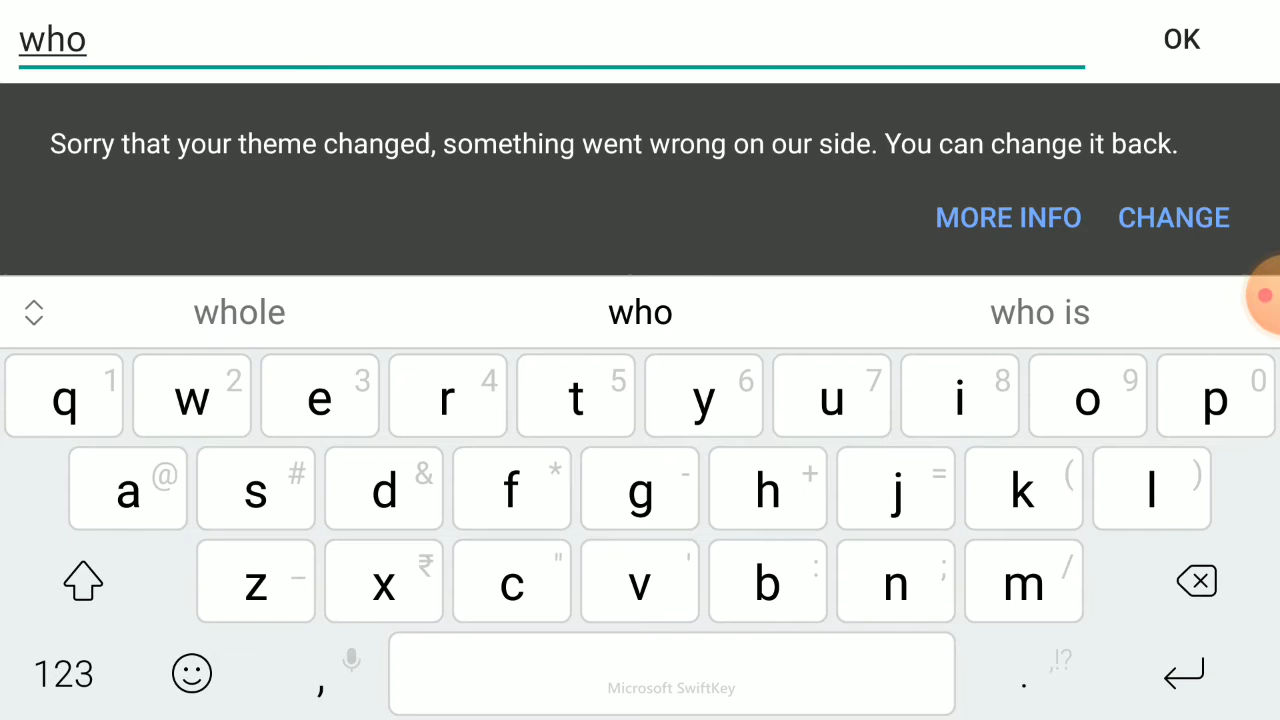 who
OK
Sorry that your theme changed, something went wrong on our side. You can change it back.
MORE INFO CHANGE
whole who who is
q 1 w 2 e 3 r 4 t 5 y 6 u 7 i 8 o 9 p 0
a @ s # d & f * g - h + j = k ( l )
z _ x ₹ c " v ' b : n ; m /
123 , Microsoft SwiftKey . ,!?